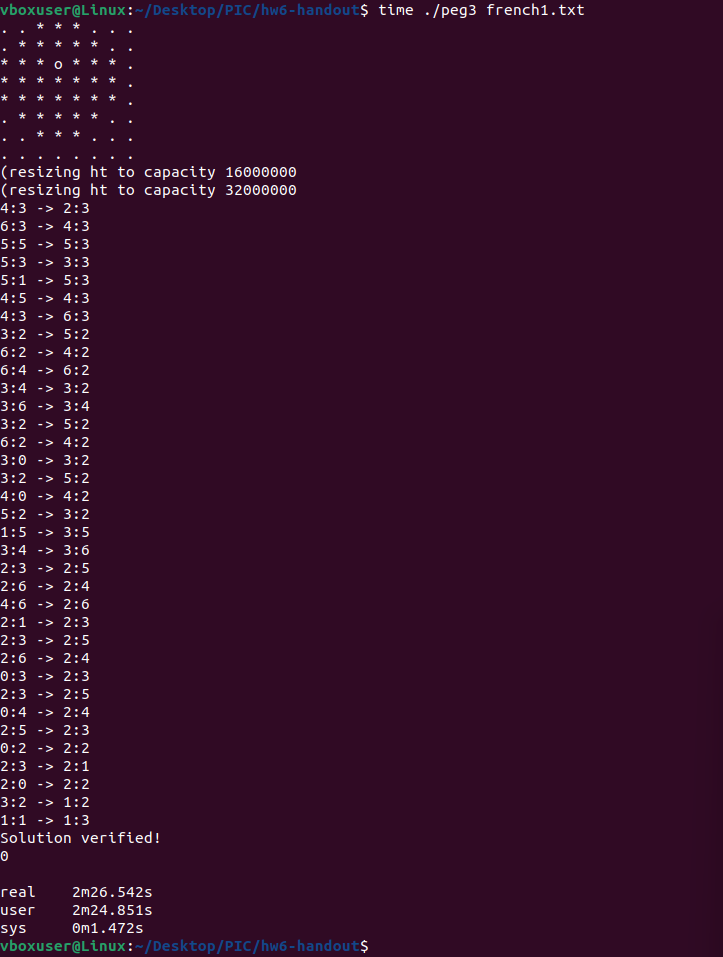 vboxuser@Linux:~/Desktop/PIC/hw6-handout$ time ./peg3 french1.txt
. . * * * . . .
. * * * * * . .
* * * o * * * .
* * * * * * * .
* * * * * * * .
. * * * * * . .
. . * * * . . .
. . . . . . . .
(resizing ht to capacity 16000000
(resizing ht to capacity 32000000
4:3 -> 2:3
6:3 -> 4:3
5:5 -> 5:3
5:3 -> 3:3
5:1 -> 5:3
4:5 -> 4:3
4:3 -> 6:3
3:2 -> 5:2
6:2 -> 4:2
6:4 -> 6:2
3:4 -> 3:2
3:6 -> 3:4
3:2 -> 5:2
6:2 -> 4:2
3:0 -> 3:2
3:2 -> 5:2
4:0 -> 4:2
5:2 -> 3:2
1:5 -> 3:5
3:4 -> 3:6
2:3 -> 2:5
2:6 -> 2:4
4:6 -> 2:6
2:1 -> 2:3
2:3 -> 2:5
2:6 -> 2:4
0:3 -> 2:3
2:3 -> 2:5
0:4 -> 2:4
2:5 -> 2:3
0:2 -> 2:2
2:3 -> 2:1
2:0 -> 2:2
3:2 -> 1:2
1:1 -> 1:3
Solution verified!
0

real    2m26.542s
user    2m24.851s
sys     0m1.472s
vboxuser@Linux:~/Desktop/PIC/hw6-handout$